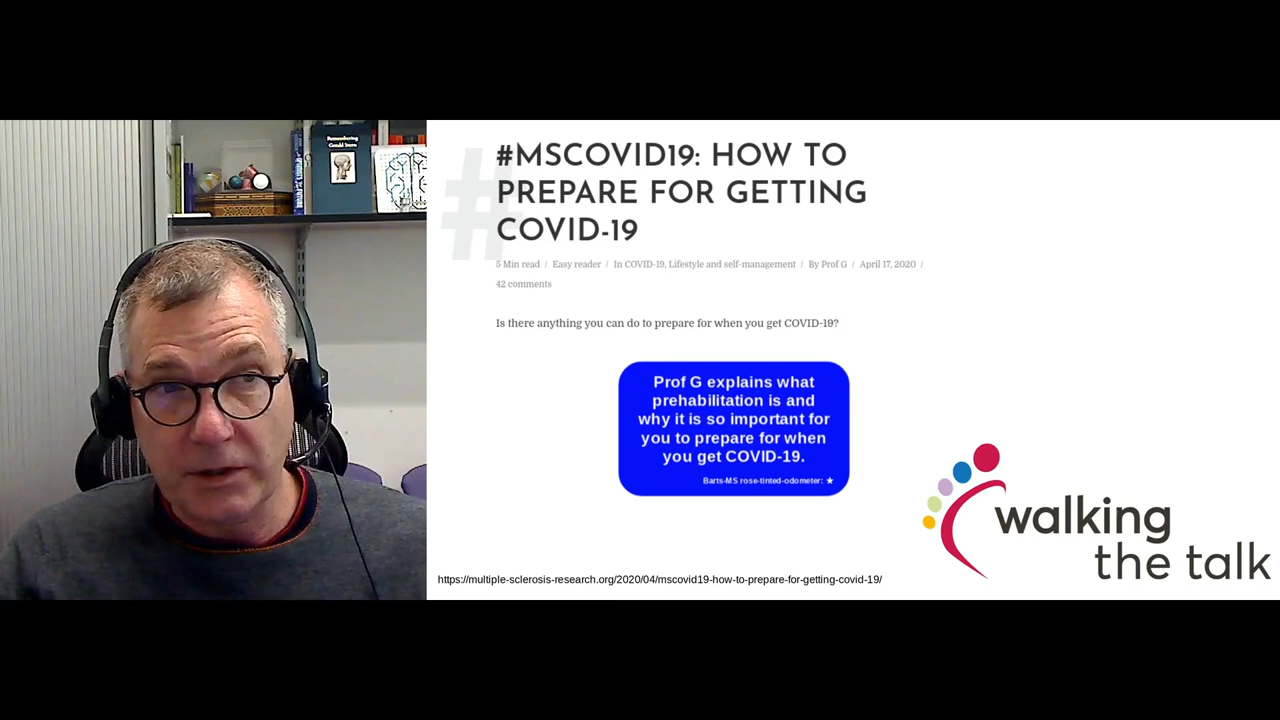 Remembering
Gerald Stern
#
#MSCOVID19: HOW TO
PREPARE FOR GETTING
COVID-19
5 Min read / Easy reader / In COVID-19, Lifestyle and self-management / By Prof G / April 17, 2020 /
42 comments
Is there anything you can do to prepare for when you get COVID-19?
Prof G explains what
prehabilitation is and
why it is so important for
you to prepare for when
you get COVID-19.
Barts-MS rose-tinted-odometer: ★
walking
the talk
https://multiple-sclerosis-research.org/2020/04/mscovid19-how-to-prepare-for-getting-covid-19/